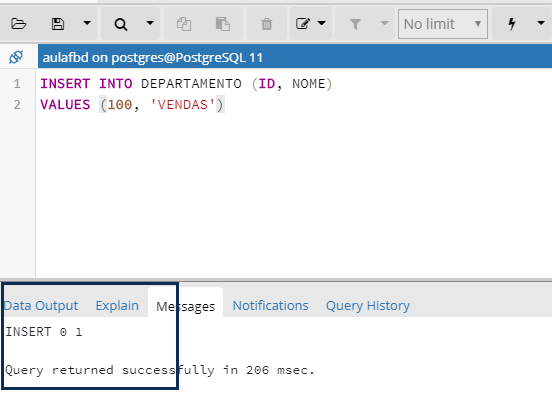 No limit
aulafbd on postgres@PostgreSQL 11
1 INSERT INTO DEPARTAMENTO (ID, NOME)
2 VALUES (100, 'VENDAS')
Data Output Explain Messages Notifications Query History
INSERT 0 1
Query returned successfully in 206 msec.